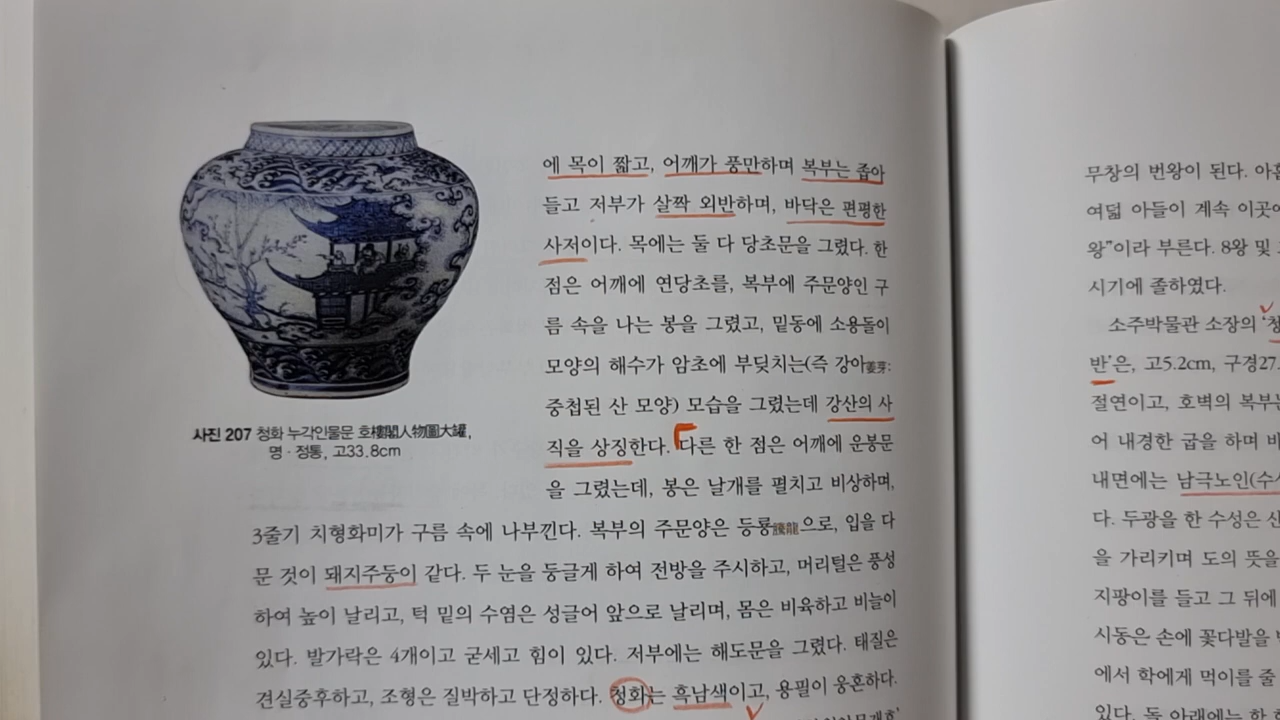 에 목이 짧고, 어깨가 풍만하며 복부는 좁아
들고 저부가 살짝 외반하며, 바닥은 편평한
사저이다. 목에는 둘 다 당초문을 그렸다. 한
점은 어깨에 연당초를, 복부에 주문양인 구
름 속을 나는 봉을 그렸고, 밑동에 소용돌이
모양의 해수가 암초에 부딪치는(즉 강아姜芽:
중첩된 산 모양) 모습을 그렸는데 강산의 사
직을 상징한다. 다른 한 점은 어깨에 운봉문
을 그렸는데, 봉은 날개를 펼치고 비상하며,
사진 207 청화 누각인물문 호樓閣人物圖大罐,
명·정통, 고33.8cm
3줄기 치형화미가 구름 속에 나부낀다. 복부의 주문양은 등룡騰龍으로, 입을 다
문 것이 돼지주둥이 같다. 두 눈을 둥글게 하여 전방을 주시하고, 머리털은 풍성
하여 높이 날리고, 턱 밑의 수염은 성글어 앞으로 날리며, 몸은 비육하고 비늘이
있다. 발가락은 4개이고 굳세고 힘이 있다. 저부에는 해도문을 그렸다. 태질은
견실중후하고, 조형은 질박하고 단정하다. 청화는 흑남색이고, 용필이 웅혼하다.
무창의 번왕이 된다.
여덟 아들이 계속
왕”이라 부른다. 8왕 및
시기에 졸하였다.
소주박물관 소장의
반’은, 고5.2cm,
절연이고, 호벽의
어 내경한 굽을 하며
내면에는 남극노인
다. 두광을 한 수성은
을 가리키며 도의 뜻을
지팡이를 들고 그 뒤에
시동은 손에 꽃다발을
에서 학에게 먹이를 줄
있다. 돌 아래에는 한